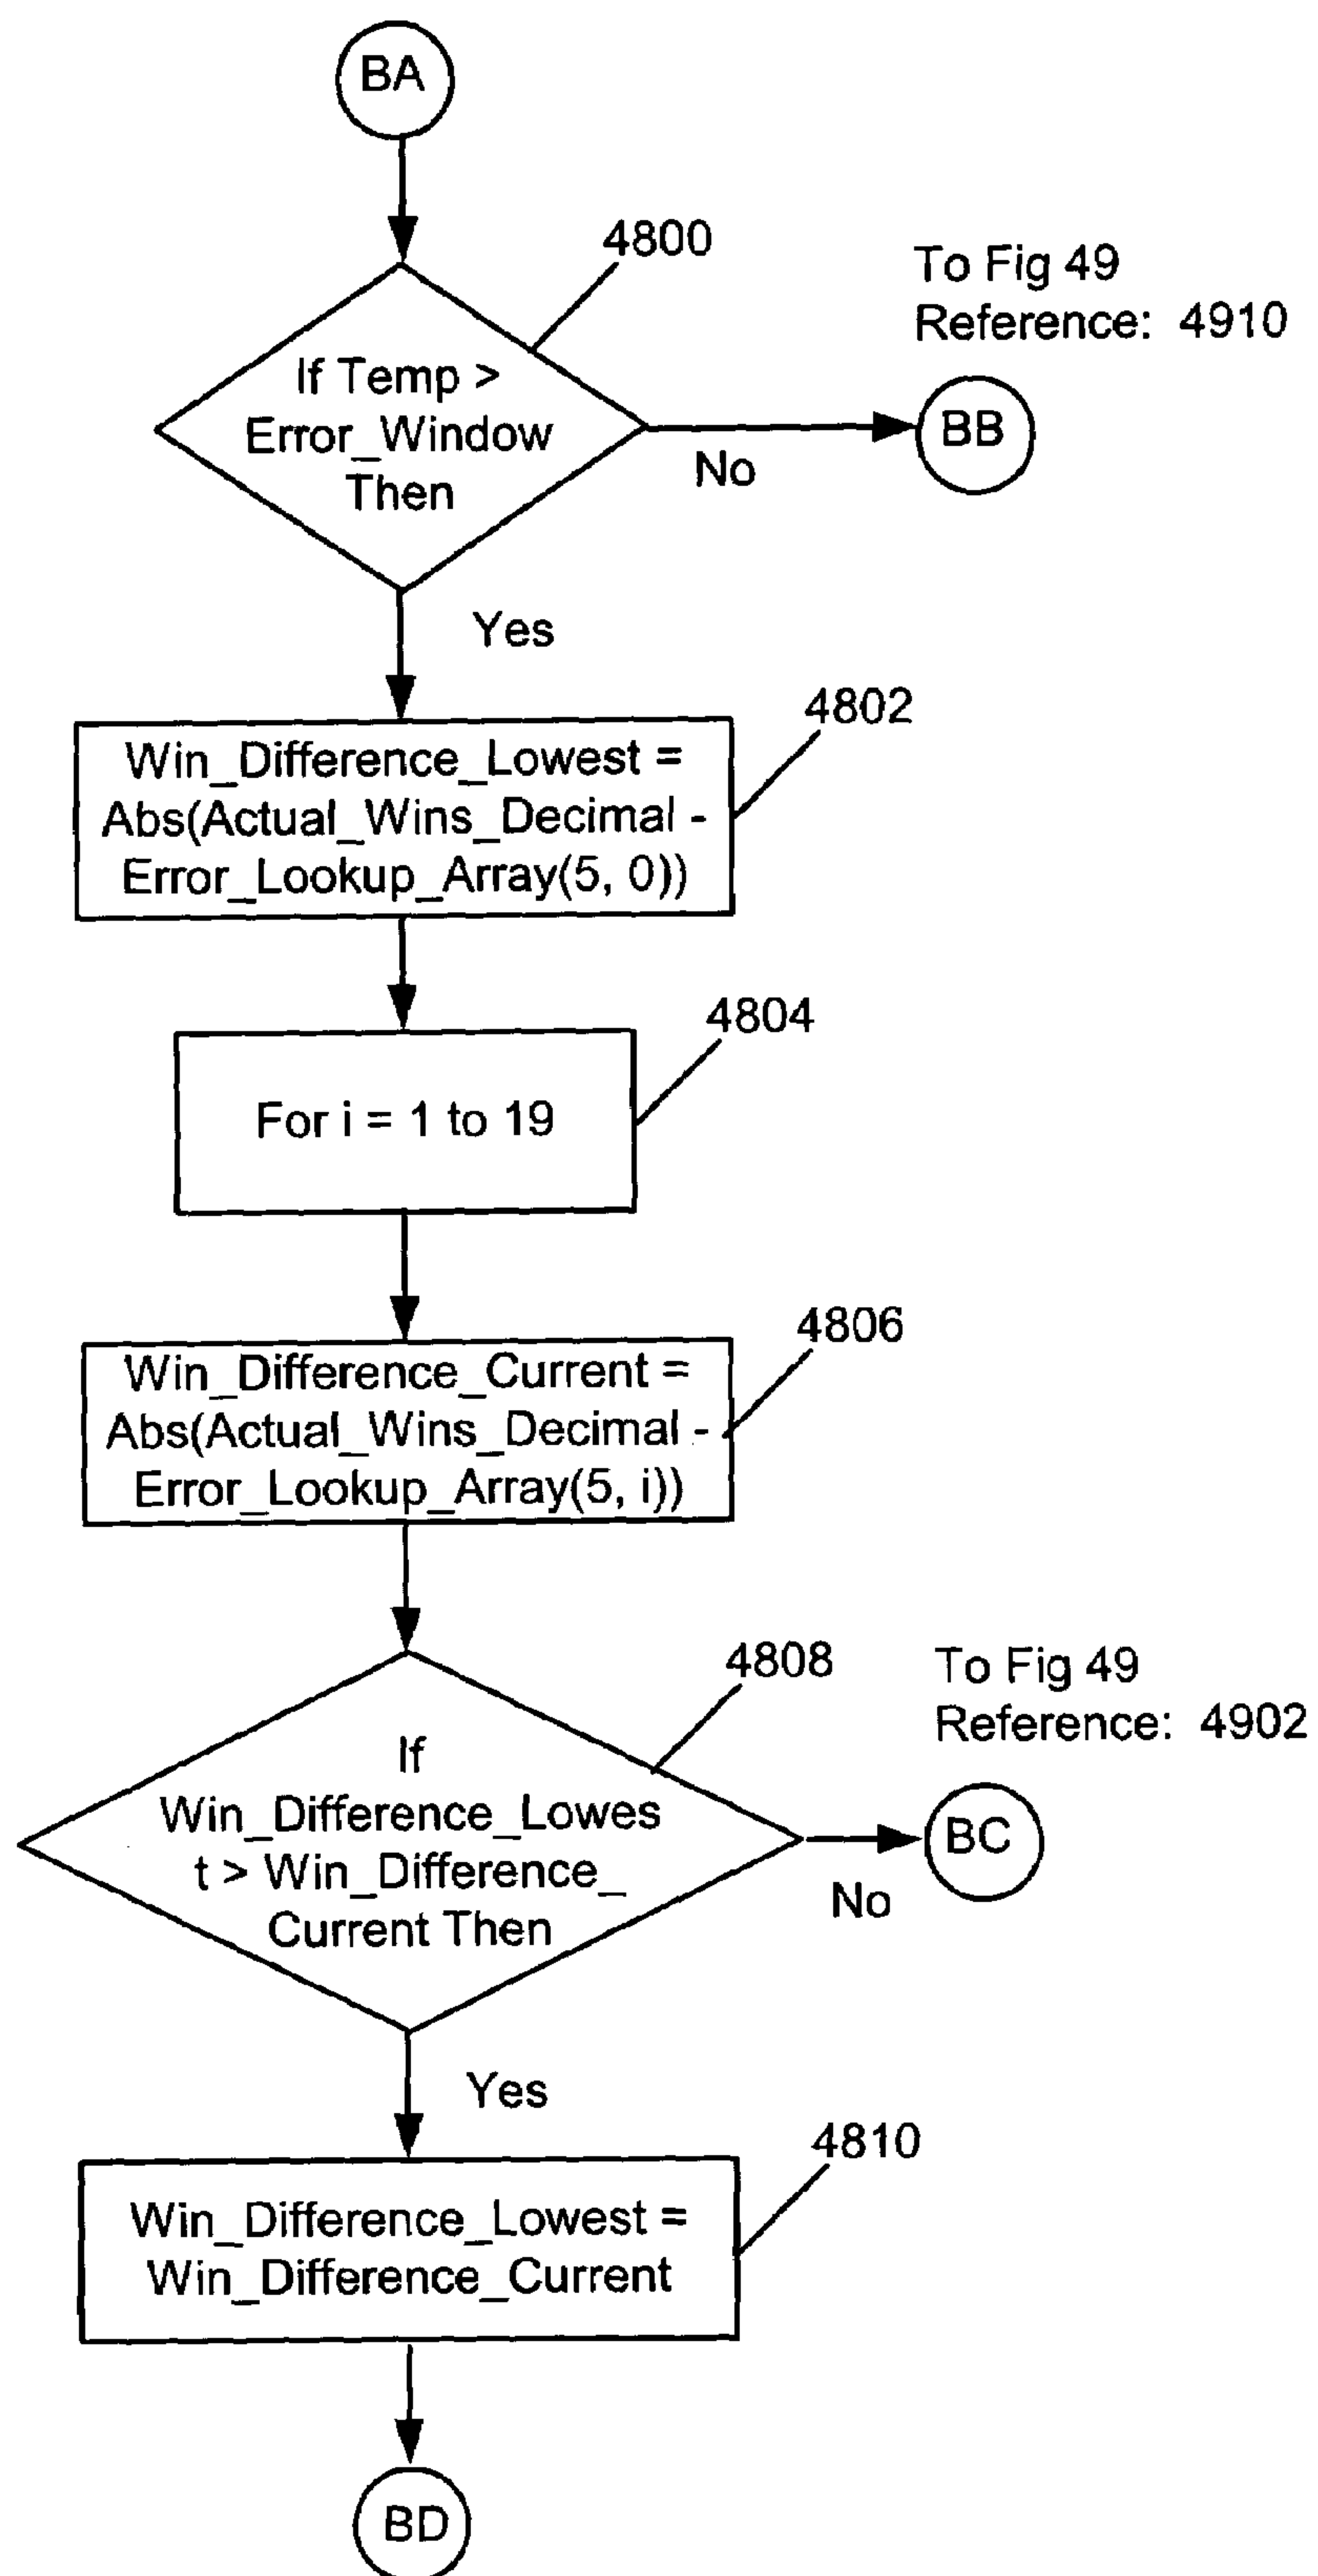 BA
4800
To Fig 49
Reference: 4910
If Temp >
Error_Window
Then
BB
No
Yes
4802
Win_Difference_Lowest =
Abs(Actual_Wins_Decimal -
Error_Lookup_Array(5, 0))
4804
For i = 1 to 19
4806
Win_Difference_Current =
Abs(Actual_Wins_Decimal -
Error_Lookup_Array(5, i))
4808
To Fig 49
Reference: 4902
If
Win_Difference_Lowes
t > Win_Difference_
Current Then
BC
No
Yes
4810
Win_Difference_Lowest =
Win_Difference_Current
BD